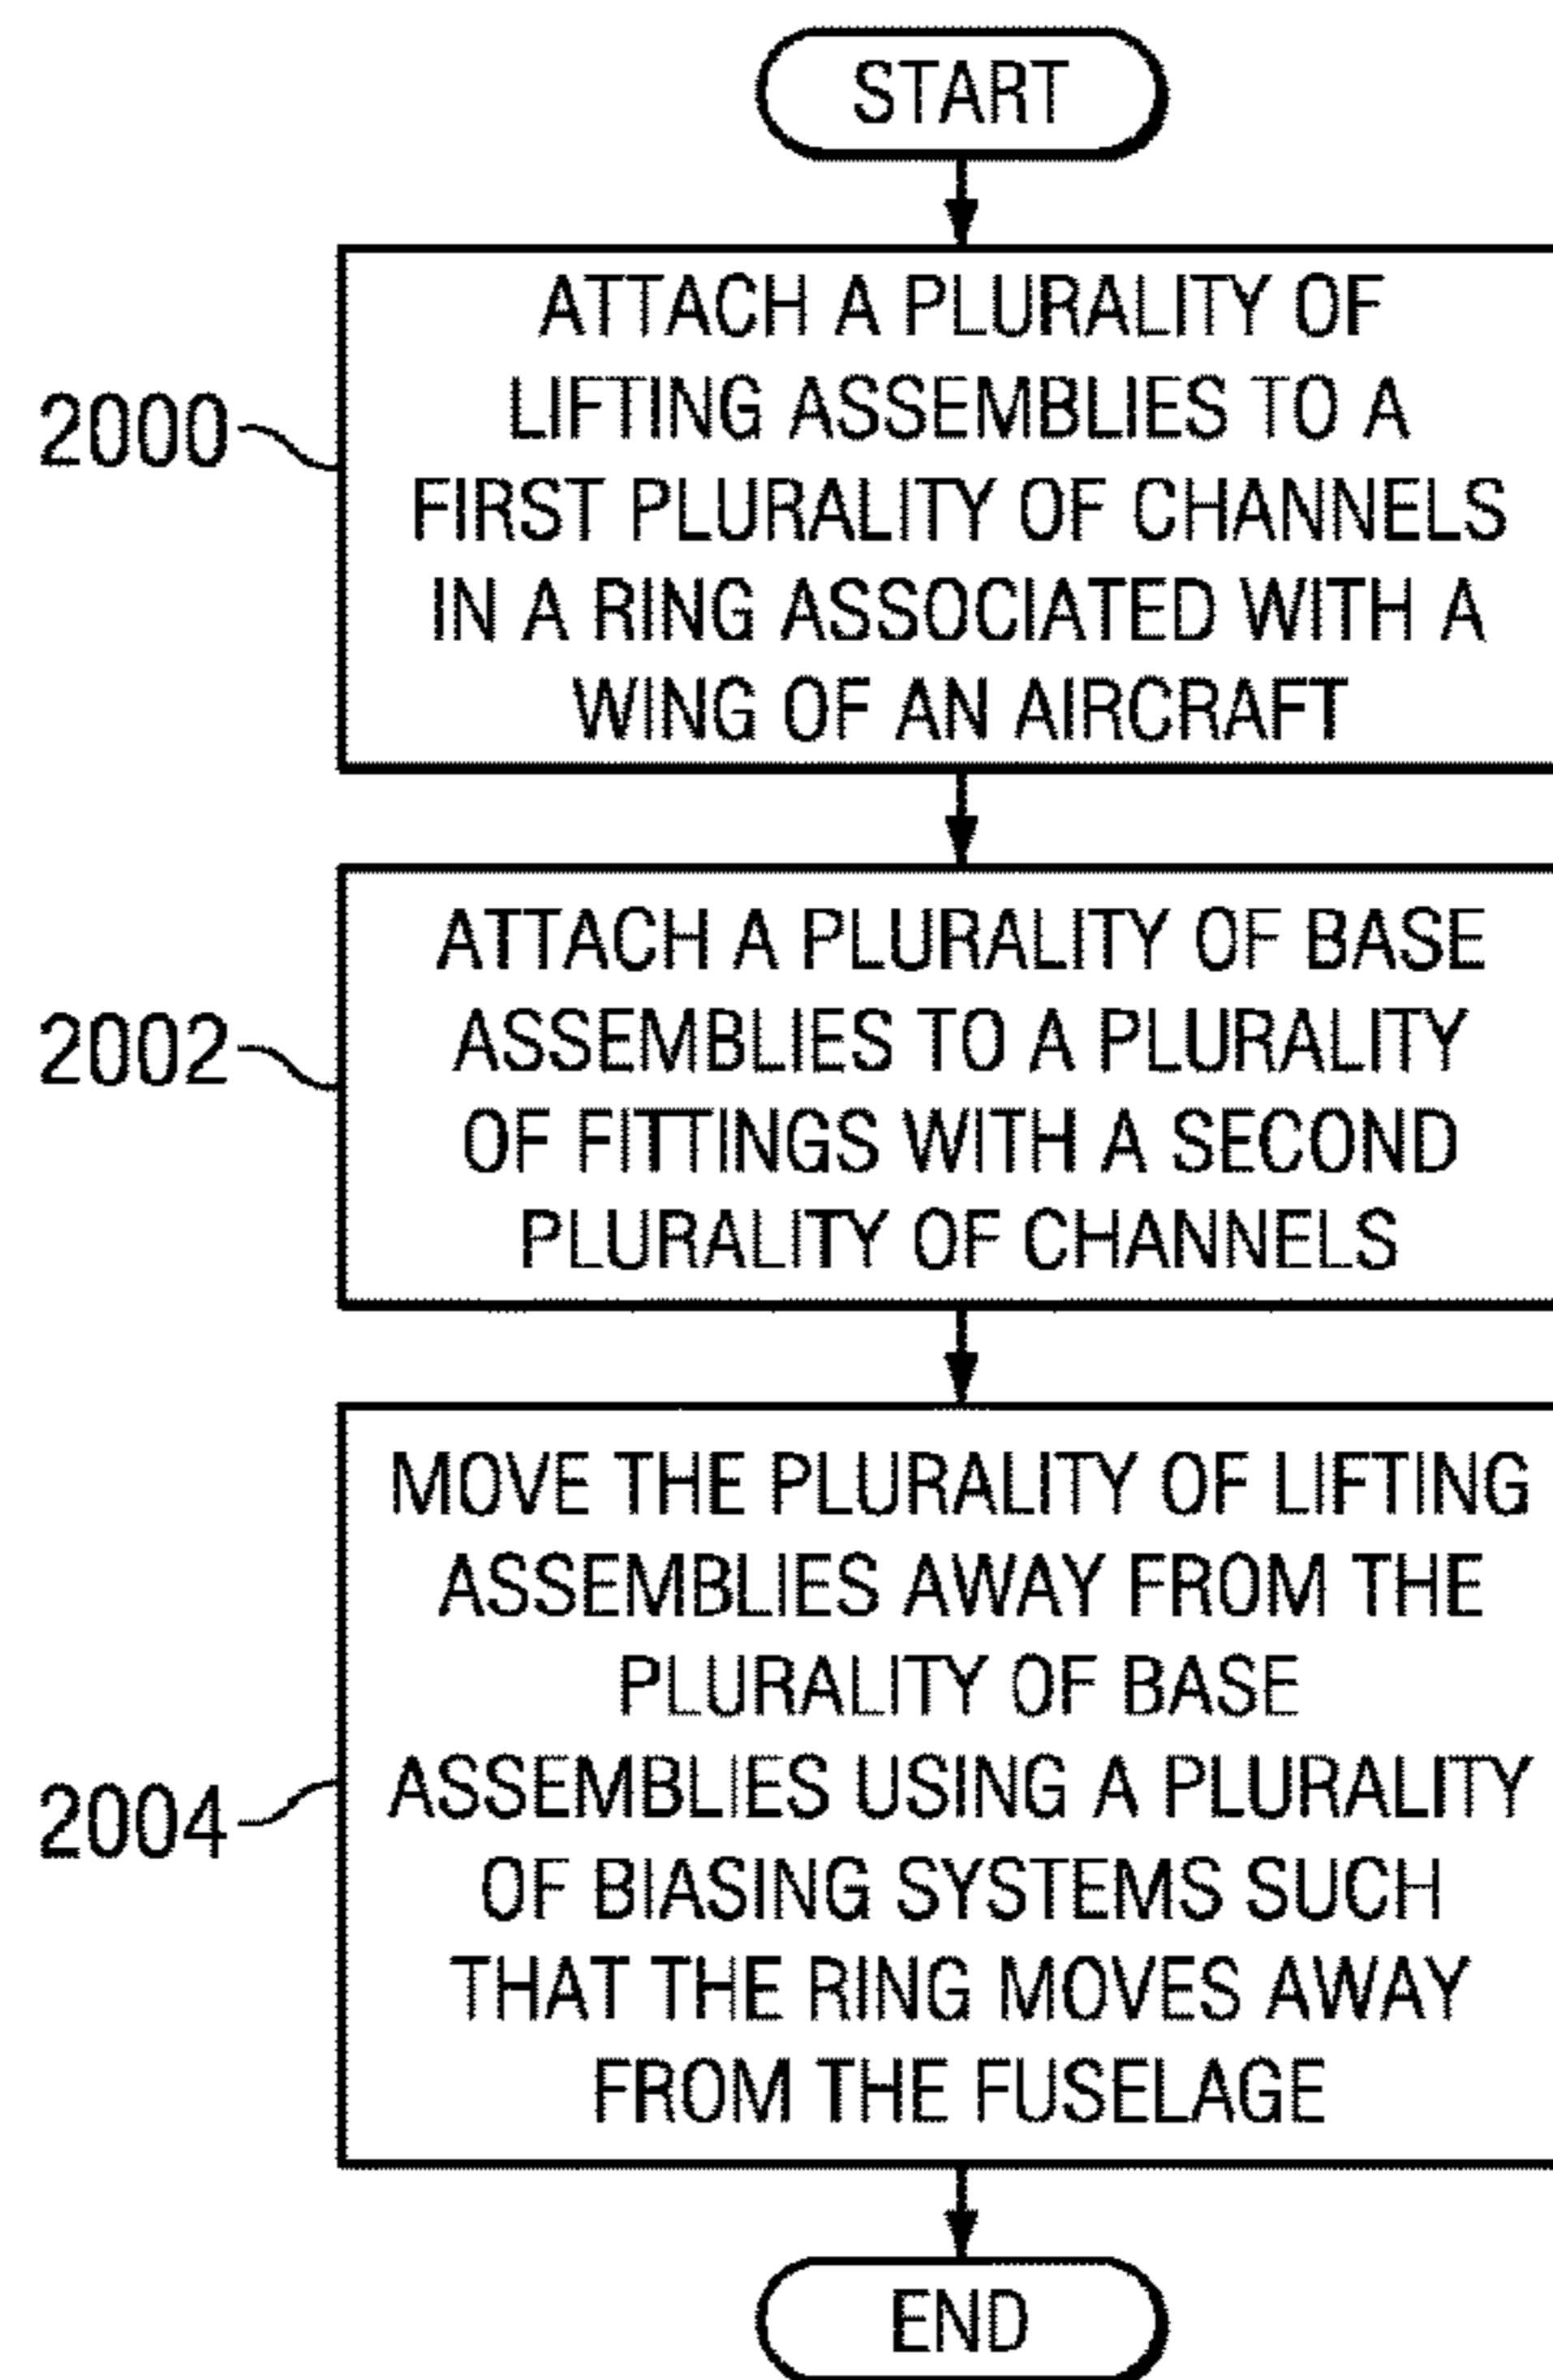 START
ATTACH A PLURALITY OF
LIFTING ASSEMBLIES TO A
FIRST PLURALITY OF CHANNELS
IN A RING ASSOCIATED WITH A
WING OF AN AIRCRAFT
2000
ATTACH A PLURALITY OF BASE
ASSEMBLIES TO A PLURALITY
OF FITTINGS WITH A SECOND
PLURALITY OF CHANNELS
2002
MOVE THE PLURALITY OF LIFTING
ASSEMBLIES AWAY FROM THE
PLURALITY OF BASE
ASSEMBLIES USING A PLURALITY
OF BIASING SYSTEMS SUCH
THAT THE RING MOVES AWAY
FROM THE FUSELAGE
2004
END